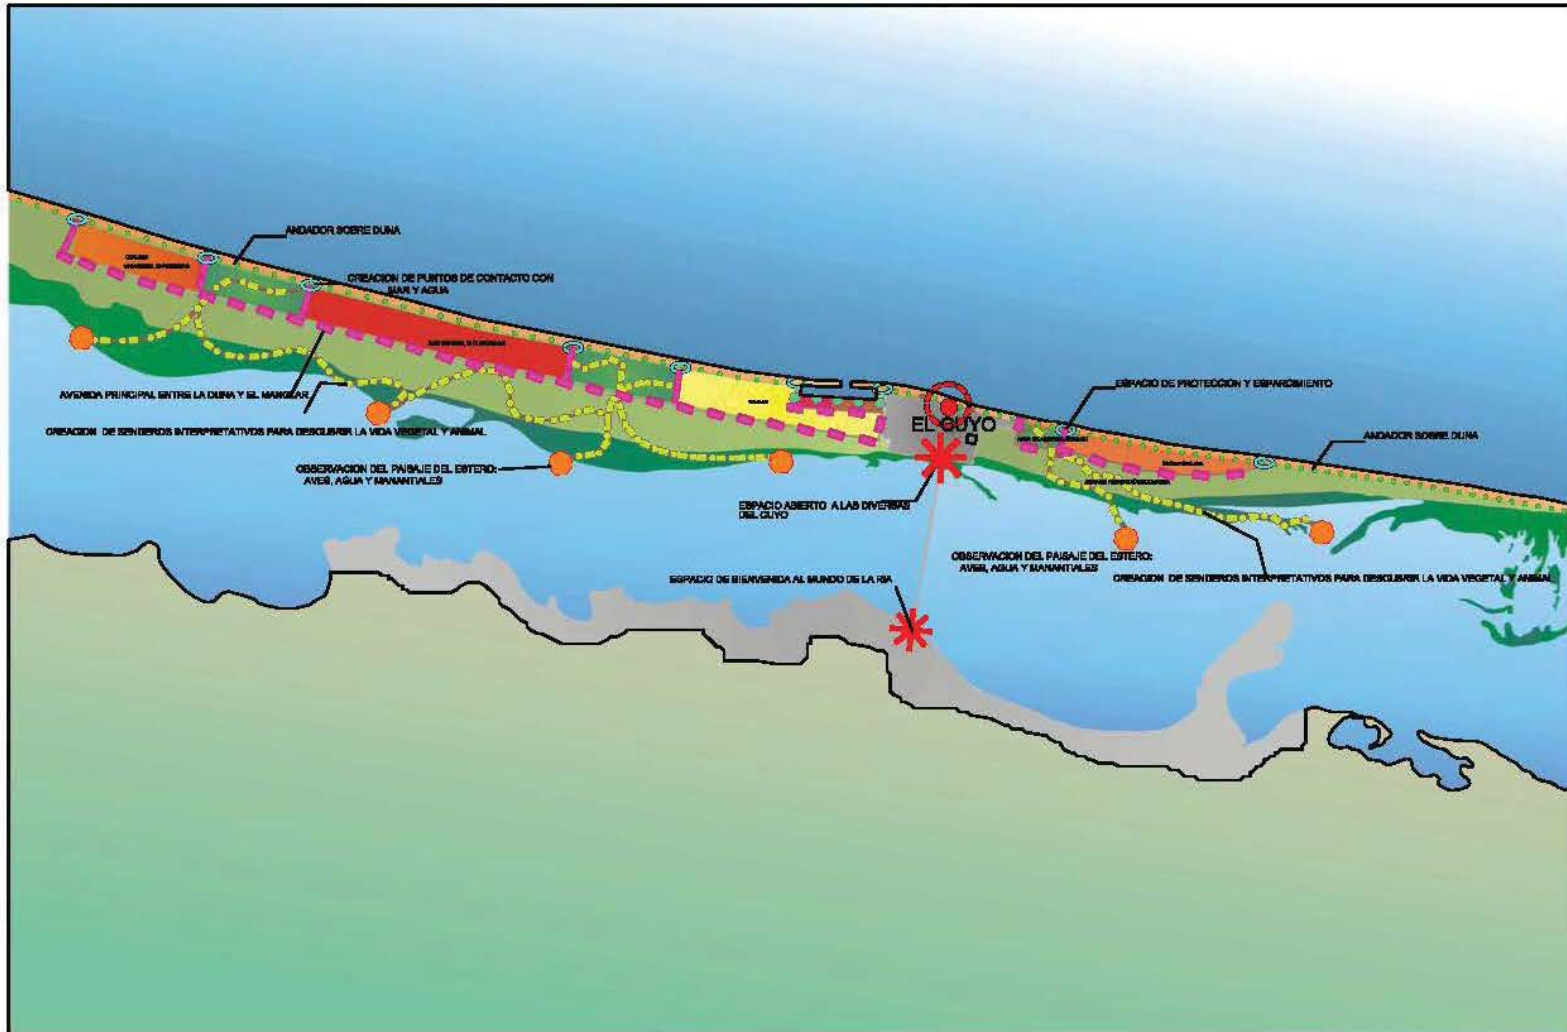 ANDADOR SOBRE DUNA
CREACION DE PUNTOS DE CONTACTO CON
MAR Y AGUA
AVENIDA PRINCIPAL ENTRE LA DUNA Y EL MANGLAR
CREACION DE SENDEROS INTERPRETATIVOS PARA DESCUBRIR LA VIDA VEGETAL Y ANIMAL
OBSERVACION DEL PAISAJE DEL ESTERO:
AVES, AGUA Y MANANTIALES
EL CUYO
ESPACIO DE PROTECCION Y ESPARCIMIENTO
ANDADOR SOBRE DUNA
ESPACIO ABIERTO A LAS DIVERSAS
DEL CUYO
OBSERVACION DEL PAISAJE DEL ESTERO:
AVES, AGUA Y MANANTIALES
CREACION DE SENDEROS INTERPRETATIVOS PARA DESCUBRIR LA VIDA VEGETAL Y ANIMAL
ESPACIO DE BIENVENIDA AL MUNDO DE LA RIA